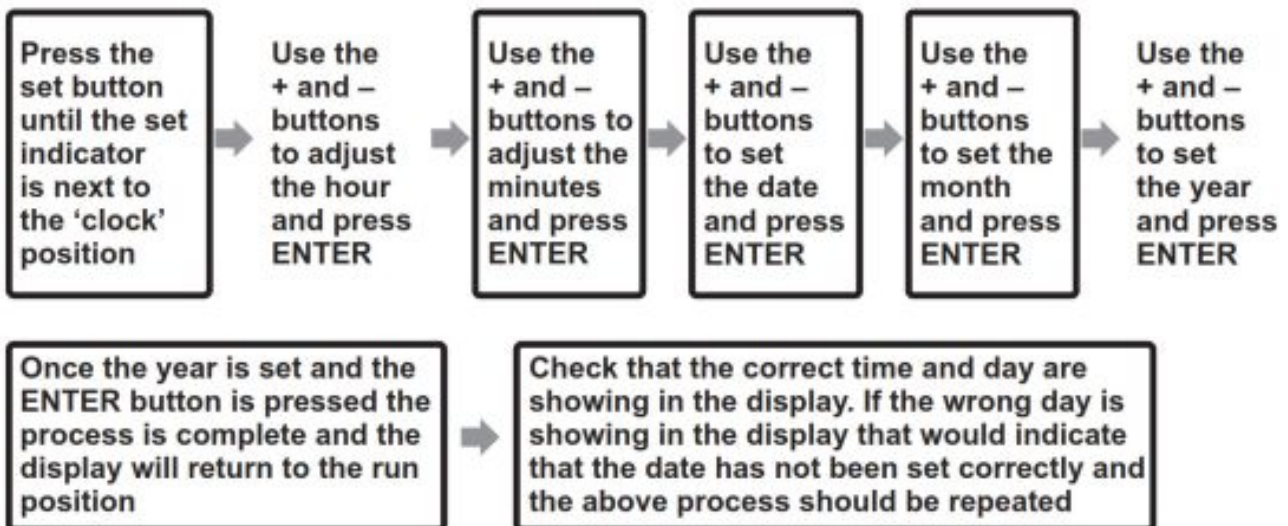 Press the
set button
until the set
indicator
is next to
the ‘clock’
position
Use the
+ and –
buttons
to adjust
the hour
and press
ENTER
Use the
+ and –
buttons to
adjust the
minutes
and press
ENTER
Use the
+ and –
buttons
to set
the date
and press
ENTER
Use the
+ and –
buttons
to set the
month
and press
ENTER
Use the
+ and –
buttons
to set
the year
and press
ENTER
Once the year is set and the
ENTER button is pressed the
process is complete and the
display will return to the run
position
Check that the correct time and day are
showing in the display. If the wrong day is
showing in the display that would indicate
that the date has not been set correctly and
the above process should be repeated